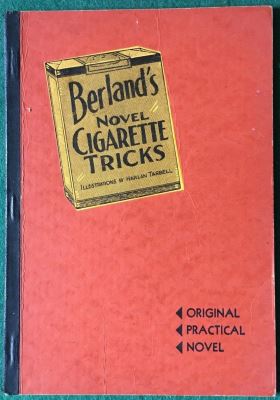 Berland's
NOVEL
CIGARETTE
TRICKS
ILLUSTRATIONS BY HARLAN TARBELL
ORIGINAL
PRACTICAL
NOVEL